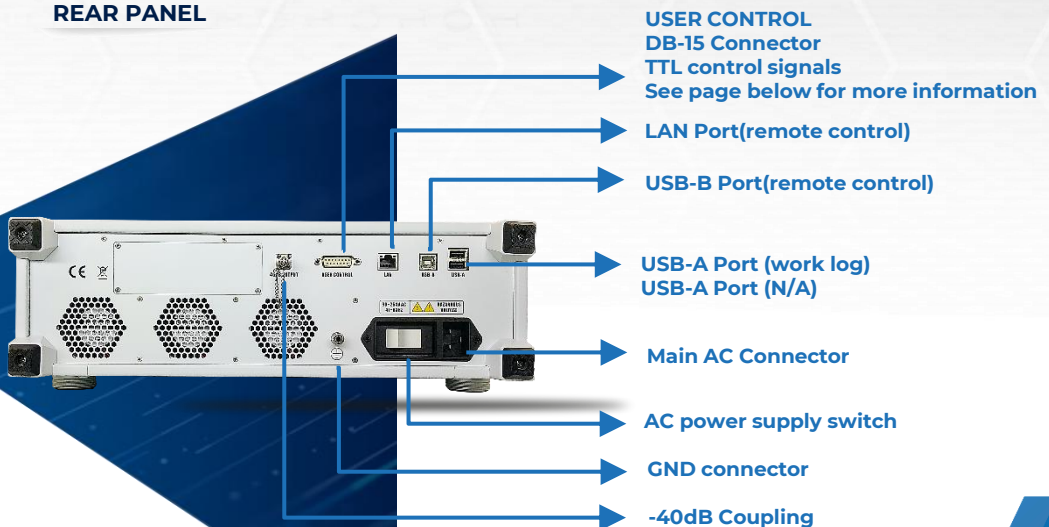 REAR PANEL
USER CONTROL
DB-15 Connector
TTL control signals
See page below for more information
LAN Port(remote control)
USB-B Port(remote control)
USB-A Port (work log)
USB-A Port (N/A)
Main AC Connector
AC power supply switch
GND connector
-40dB Coupling
CE
USER CONTROL
LAN
USB-B
USB-A